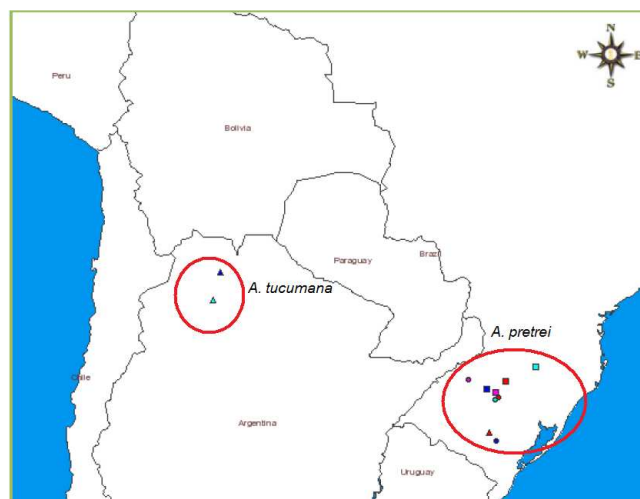 N
W E
S
Peru
Bolivia
Paraguay
Brazil
A. tucumana
A. pretrei
Chile
Argentina
Uruguay